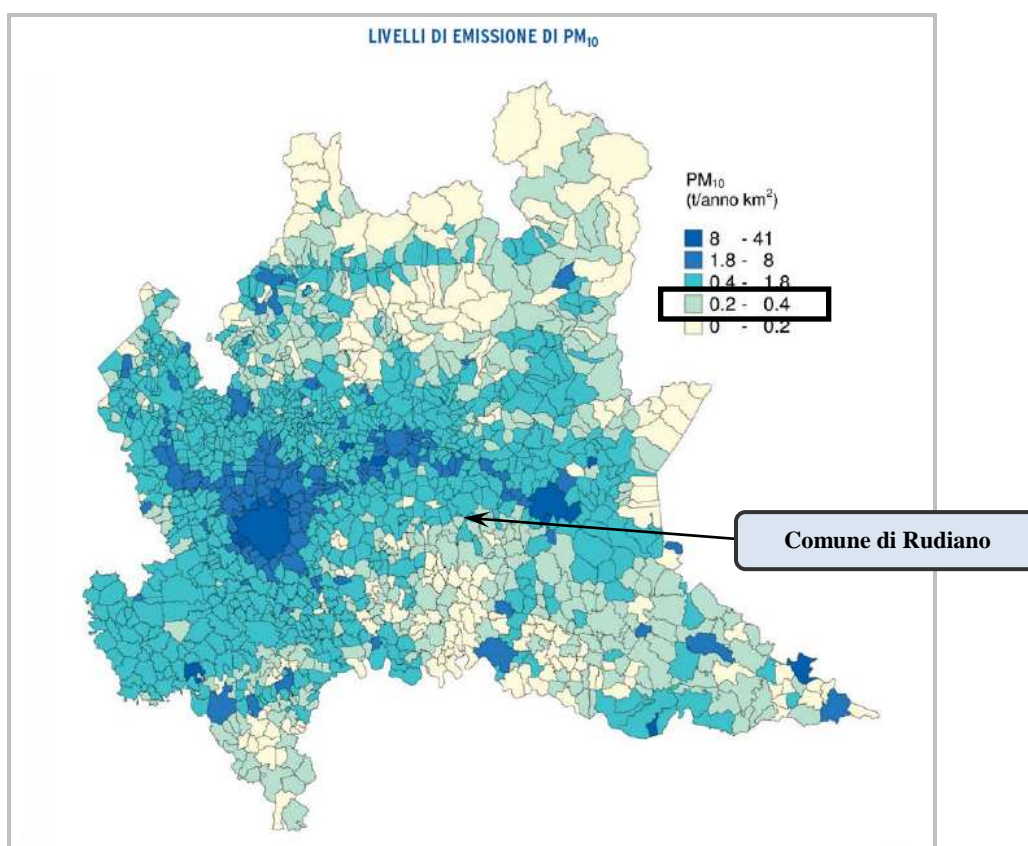 LIVELLI DI EMISSIONE DI PM₁₀
PM₁₀
(t/anno km²)
8 - 41
1.8 - 8
0.4 - 1.8
0.2 - 0.4
0 - 0.2
Comune di Rudiano